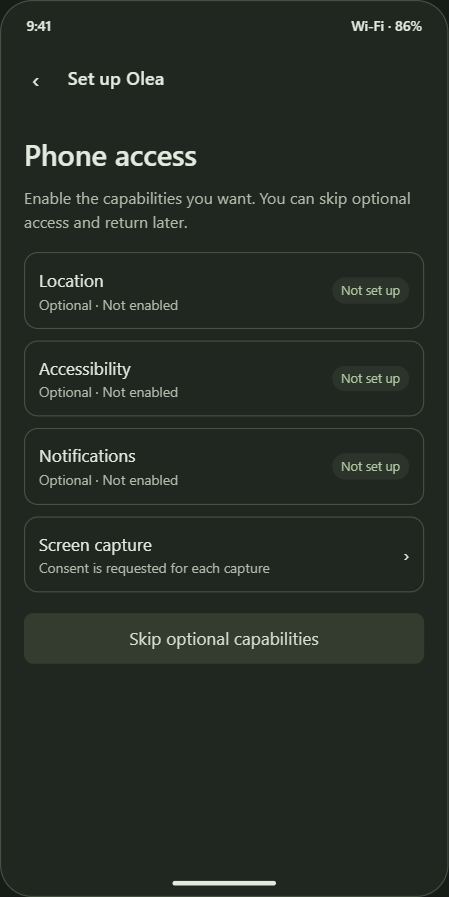 9:41
Wi-Fi · 86%
‹ Set up Olea
Phone access
Enable the capabilities you want. You can skip optional
access and return later.
Location
Optional · Not enabled
Not set up
Accessibility
Optional · Not enabled
Not set up
Notifications
Optional · Not enabled
Not set up
Screen capture
Consent is requested for each capture
›
Skip optional capabilities